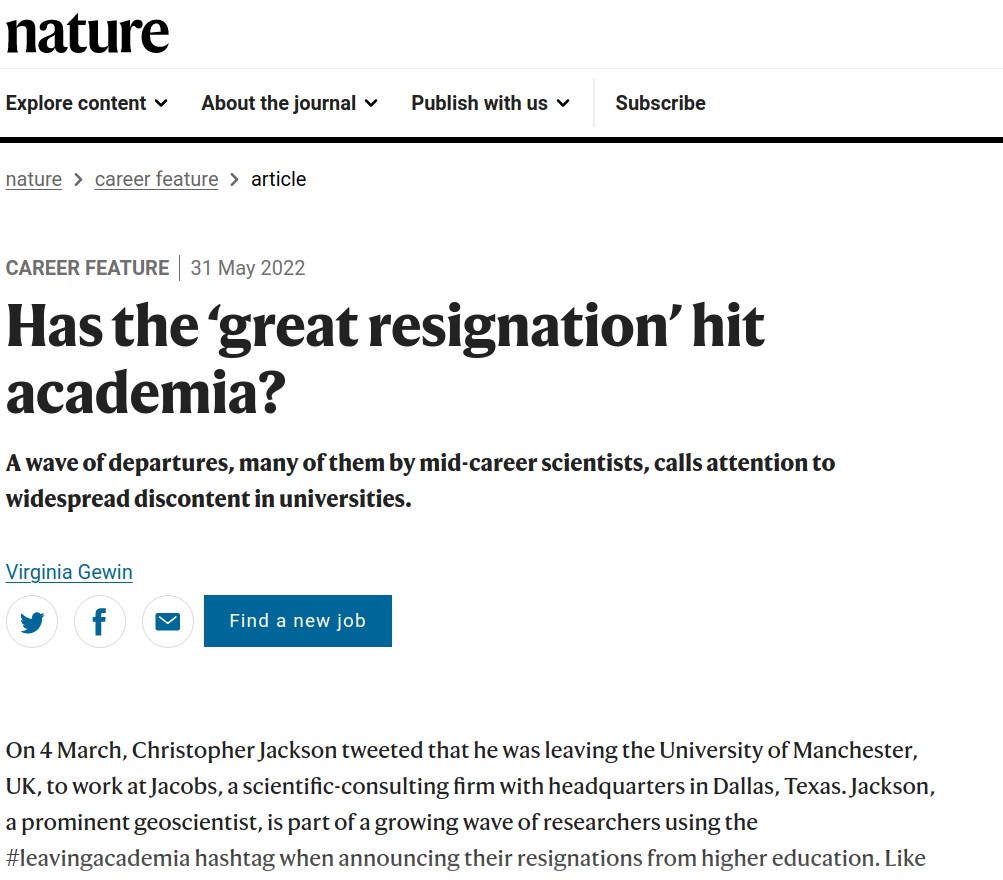 nature
Explore content About the journal Publish with us Subscribe
nature > career feature > article
CAREER FEATURE | 31 May 2022
Has the ‘great resignation’ hit
academia?
A wave of departures, many of them by mid-career scientists, calls attention to
widespread discontent in universities.
Virginia Gewin
Find a new job
On 4 March, Christopher Jackson tweeted that he was leaving the University of Manchester,
UK, to work at Jacobs, a scientific-consulting firm with headquarters in Dallas, Texas. Jackson,
a prominent geoscientist, is part of a growing wave of researchers using the
#leavingacademia hashtag when announcing their resignations from higher education. Like